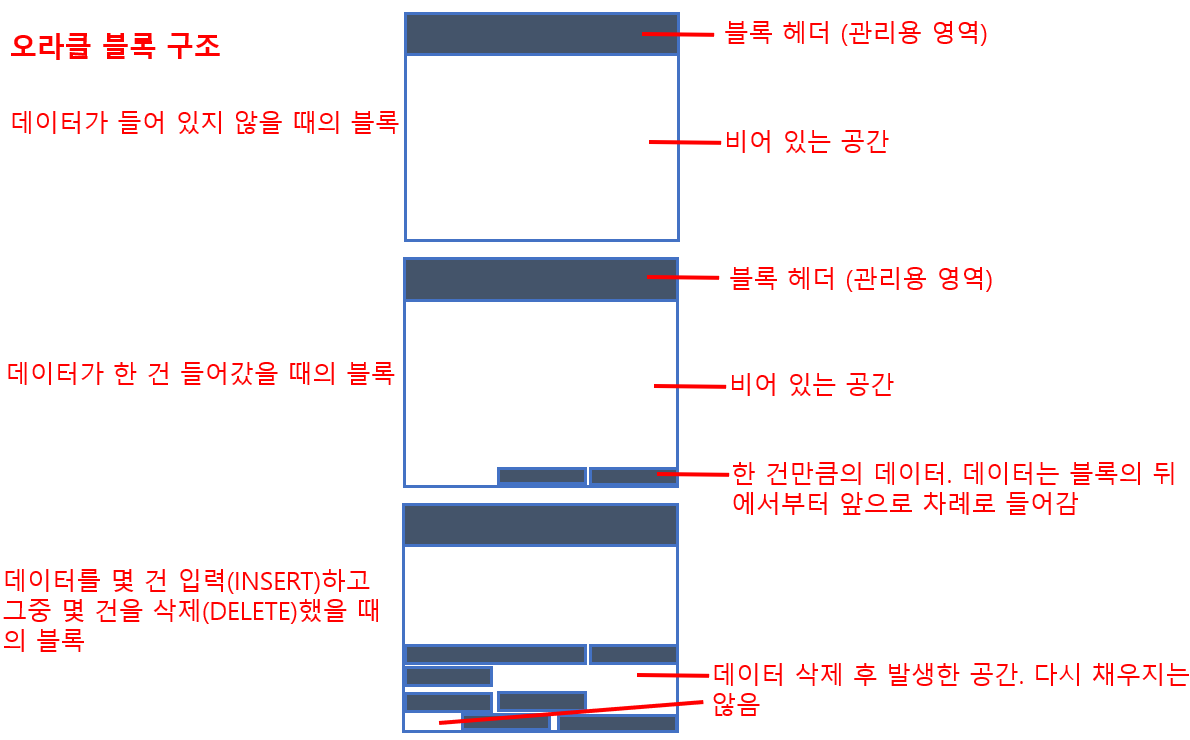 오라클 블록 구조
블록 헤더 (관리용 영역)
데이터가 들어 있지 않을 때의 블록
비어 있는 공간
블록 헤더 (관리용 영역)
데이터가 한 건 들어갔을 때의 블록
비어 있는 공간
한 건만큼의 데이터. 데이터는 블록의 뒤
에서부터 앞으로 차례로 들어감
데이터를 몇 건 입력(INSERT)하고
그중 몇 건을 삭제(DELETE)했을 때
의 블록
데이터 삭제 후 발생한 공간. 다시 채우지는
않음